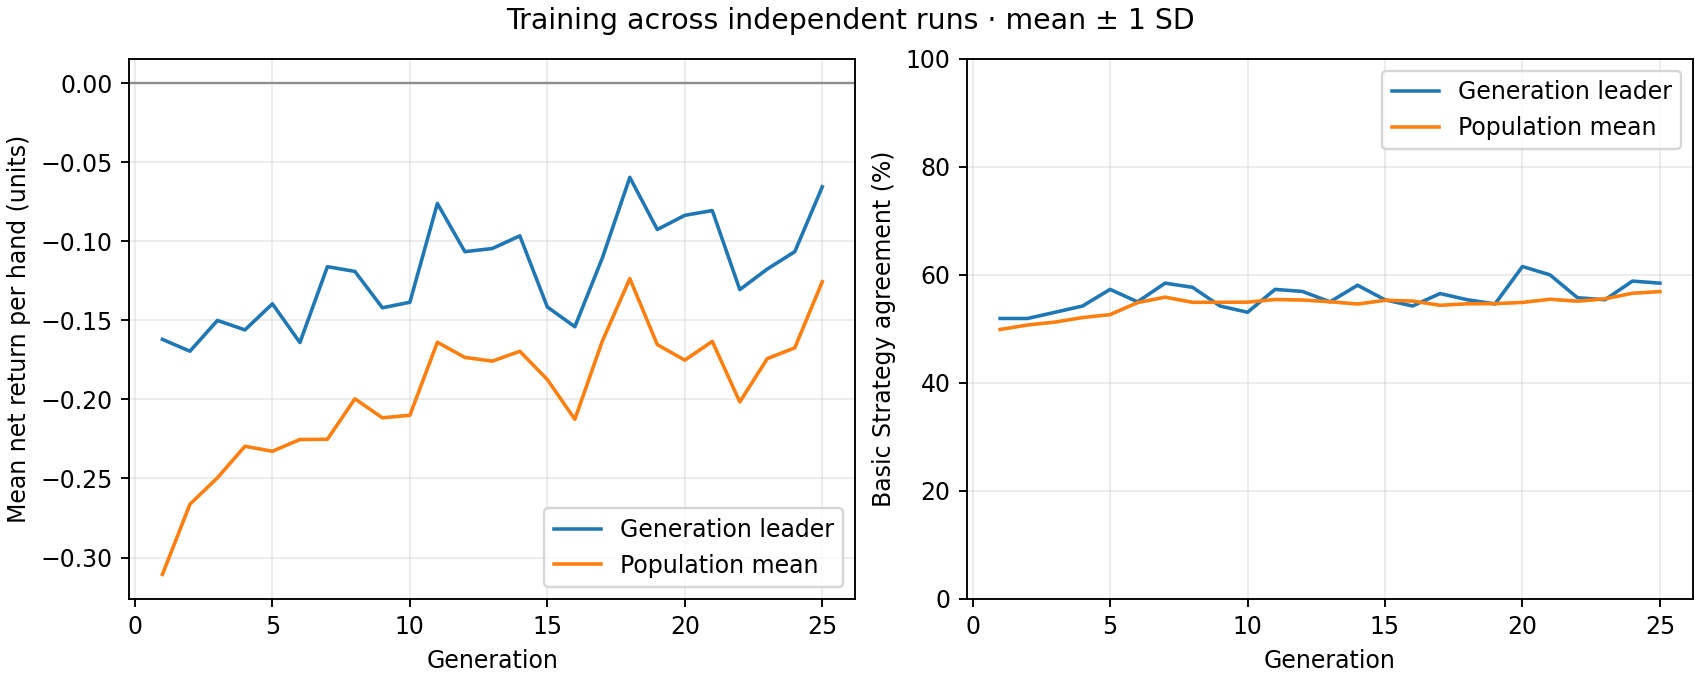 Training across independent runs · mean ± 1 SD
Mean net return per hand (units)
0.00
−0.05
−0.10
−0.15
−0.20
−0.25
−0.30
0 5 10 15 20 25
Generation
Generation leader
Population mean
Basic Strategy agreement (%)
100
80
60
40
20
0
0 5 10 15 20 25
Generation
Generation leader
Population mean